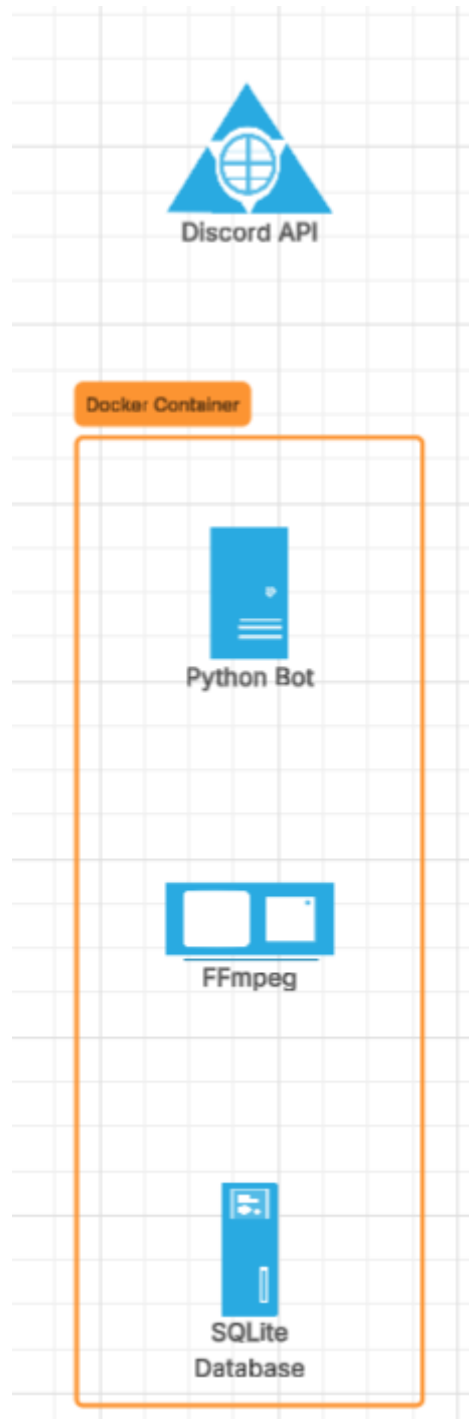 Discord API
Docker Container
Python Bot
FFmpeg
SQLite
Database